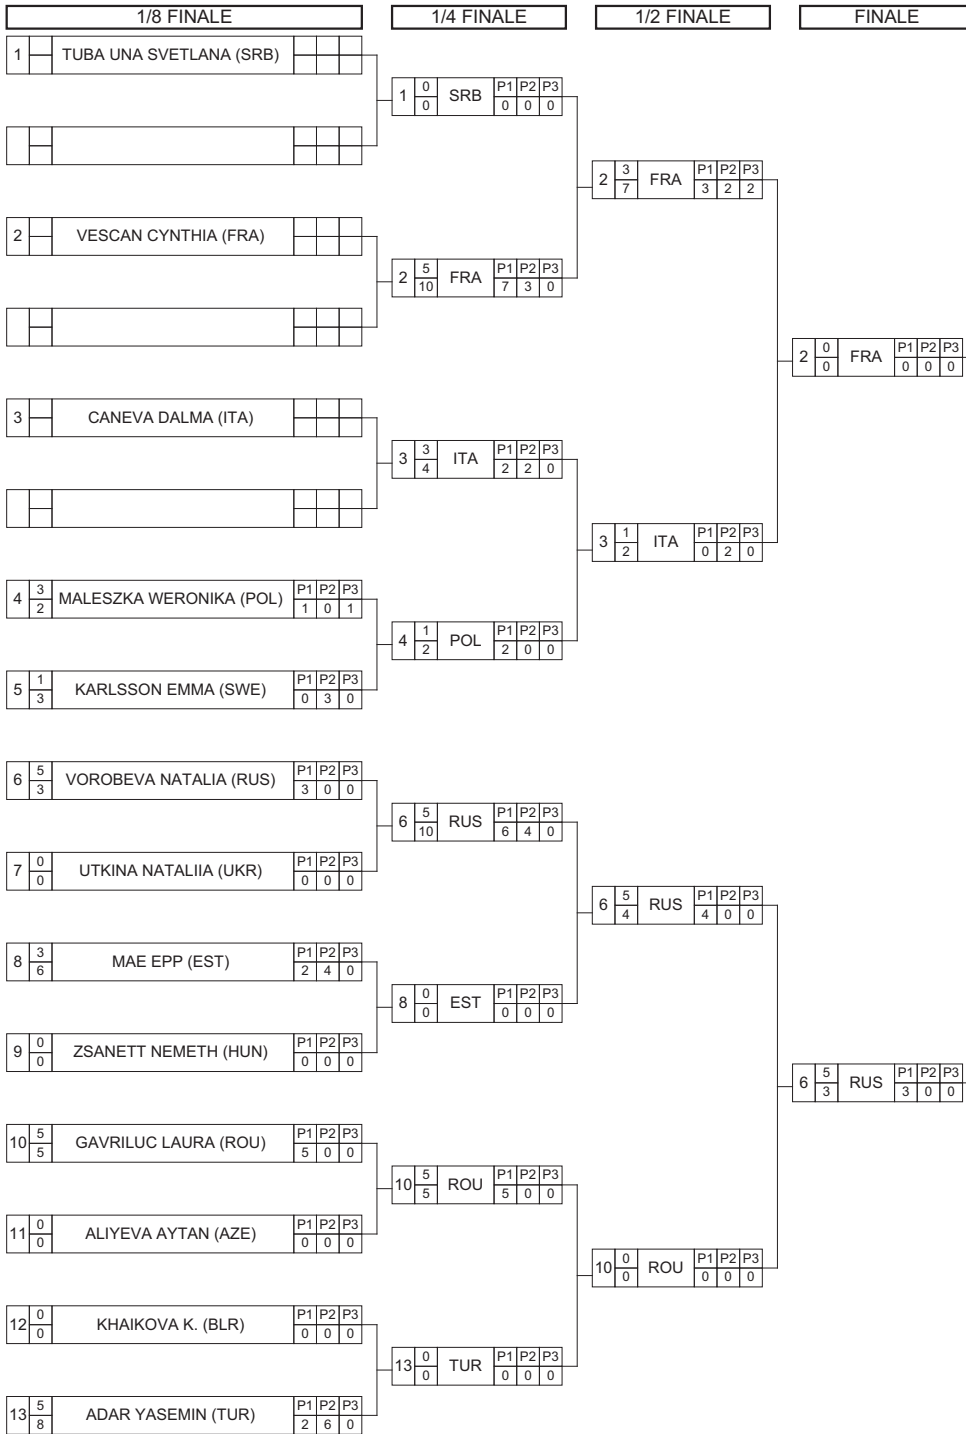 1/8 FINALE 1/4 FINALE 1/2 FINALE FINALE
1 TUBA UNA SVETLANA (SRB)
1 0 0 SRB P1 P2 P3 0 0 0
2 3 7 FRA P1 P2 P3 3 2 2
2 VESCAN CYNTHIA (FRA)
2 5 10 FRA P1 P2 P3 7 3 0
2 0 0 FRA P1 P2 P3 0 0 0
3 CANEVA DALMA (ITA)
3 3 4 ITA P1 P2 P3 2 2 0
3 1 2 ITA P1 P2 P3 0 2 0
4 3 2 MALESZKA WERONIKA (POL) P1 P2 P3 1 0 1
4 1 2 POL P1 P2 P3 2 0 0
5 1 3 KARLSSON EMMA (SWE) P1 P2 P3 0 3 0
6 5 3 VOROBEVA NATALIA (RUS) P1 P2 P3 3 0 0
6 5 10 RUS P1 P2 P3 6 4 0
7 0 0 UTKINA NATALIIA (UKR) P1 P2 P3 0 0 0
6 5 4 RUS P1 P2 P3 4 0 0
8 3 6 MAE EPP (EST) P1 P2 P3 2 4 0
8 0 0 EST P1 P2 P3 0 0 0
9 0 0 ZSANETT NEMETH (HUN) P1 P2 P3 0 0 0
6 5 3 RUS P1 P2 P3 3 0 0
10 5 5 GAVRILUC LAURA (ROU) P1 P2 P3 5 0 0
10 5 5 ROU P1 P2 P3 5 0 0
11 0 0 ALIYEVA AYTAN (AZE) P1 P2 P3 0 0 0
10 0 0 ROU P1 P2 P3 0 0 0
12 0 0 KHAIKOVA K. (BLR) P1 P2 P3 0 0 0
13 0 0 TUR P1 P2 P3 0 0 0
13 5 8 ADAR YASEMIN (TUR) P1 P2 P3 2 6 0